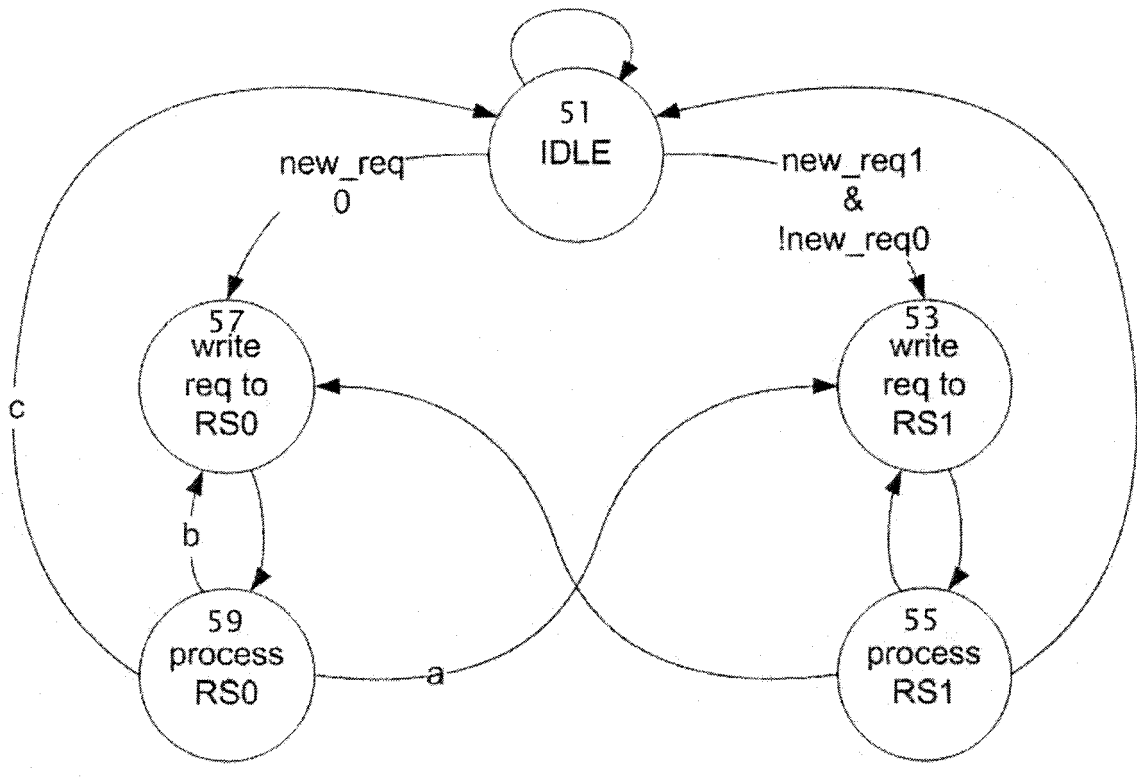 51
IDLE
new_req
0
new_req1
&
!new_req0
57
write
req to
RS0
53
write
req to
RS1
c
b
59
process
RS0
a
55
process
RS1